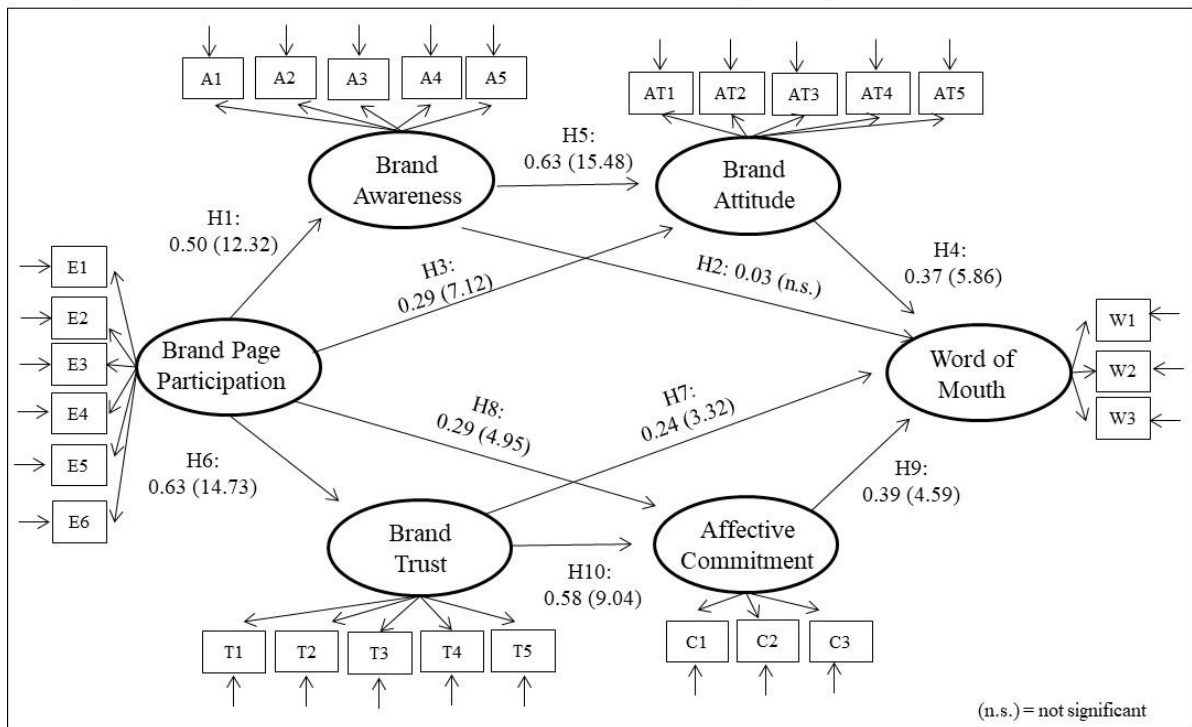 A1
A2
A3
A4
A5
AT1
AT2
AT3
AT4
AT5
Brand
Awareness
H5:
0.63 (15.48)
Brand
Attitude
H1:
0.50 (12.32)
H3:
0.29 (7.12)
H2: 0.03 (n.s.)
H4:
0.37 (5.86)
E1
E2
E3
E4
E5
E6
Brand Page
Participation
Word of
Mouth
W1
W2
W3
H8:
0.29 (4.95)
H7:
0.24 (3.32)
H6:
0.63 (14.73)
H9:
0.39 (4.59)
Brand
Trust
Affective
Commitment
H10:
0.58 (9.04)
T1
T2
T3
T4
T5
C1
C2
C3
(n.s.) = not significant